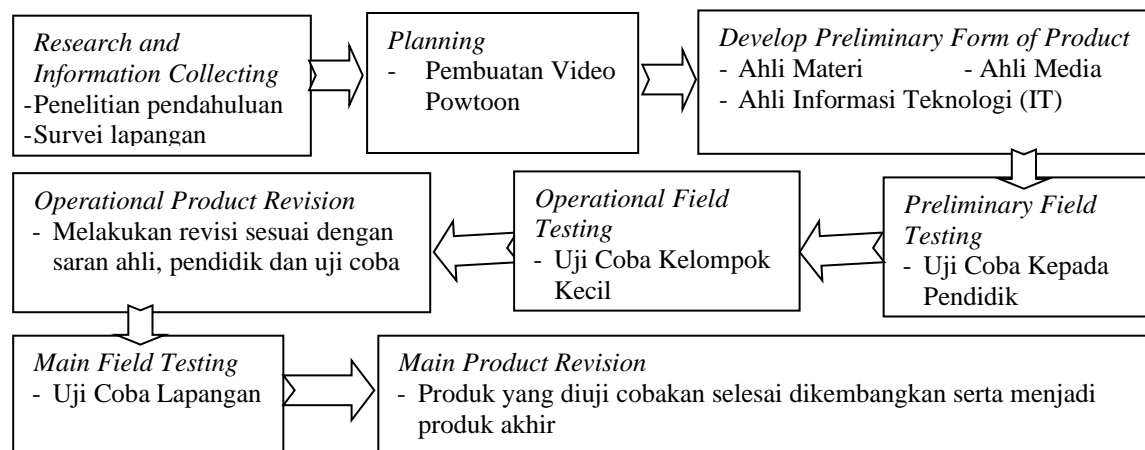 Research and
Information Collecting
-Penelitian pendahuluan
-Survei lapangan
Planning
- Pembuatan Video
Powtoon
Develop Preliminary Form of Product
- Ahli Materi - Ahli Media
- Ahli Informasi Teknologi (IT)
Preliminary Field
Testing
- Uji Coba Kepada
Pendidik
Operational Field
Testing
- Uji Coba Kelompok
Kecil
Operational Product Revision
- Melakukan revisi sesuai dengan
saran ahli, pendidik dan uji coba
Main Field Testing
- Uji Coba Lapangan
Main Product Revision
- Produk yang diuji cobakan selesai dikembangkan serta menjadi
produk akhir